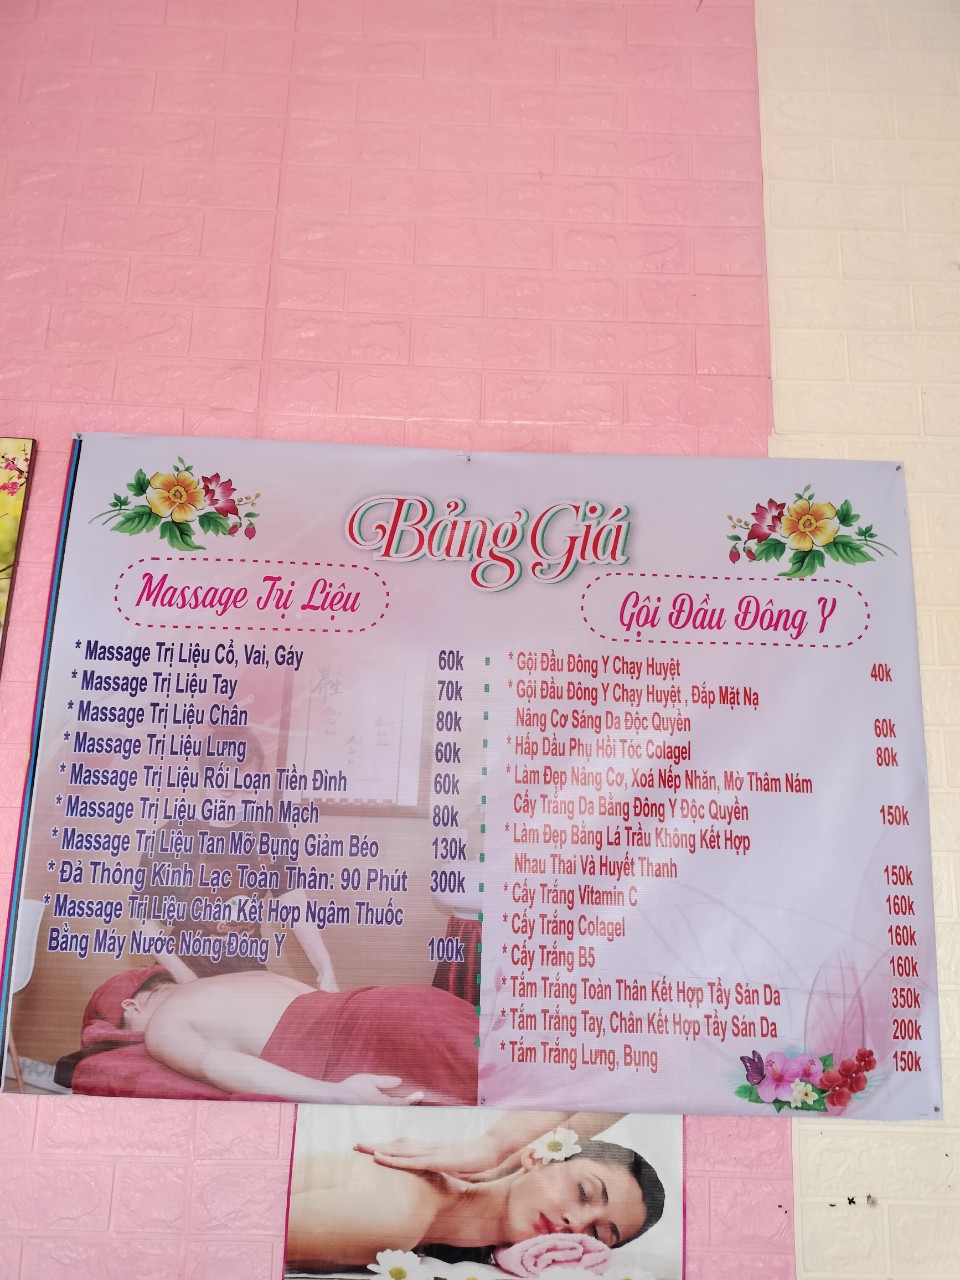 Bảng Giá
Massage Trị Liệu
* Massage Trị Liệu Cổ, Vai, Gáy 60k
* Massage Trị Liệu Tay 70k
* Massage Trị Liệu Chân 80k
* Massage Trị Liệu Lưng 60k
* Massage Trị Liệu Rối Loạn Tiền Đình 60k
* Massage Trị Liệu Giãn Tĩnh Mạch 80k
* Massage Trị Liệu Tan Mỡ Bụng Giảm Béo 130k
* Đả Thông Kinh Lạc Toàn Thân: 90 Phút 300k
* Massage Trị Liệu Chân Kết Hợp Ngâm Thuốc
Bằng Máy Nước Nóng Đông Y 100k
Gội Đầu Đông Y
* Gội Đầu Đông Y Chạy Huyệt 40k
* Gội Đầu Đông Y Chạy Huyệt , Đắp Mặt Nạ
Nâng Cơ Sáng Da Độc Quyền 60k
* Hấp Dầu Phụ Hồi Tóc Colagel 80k
* Làm Đẹp Nâng Cơ, Xoá Nếp Nhăn, Mờ Thâm Nám
Cấy Trắng Da Bằng Đông Y Độc Quyền 150k
* Làm Đẹp Bằng Lá Trầu Không Kết Hợp
Nhau Thai Và Huyết Thanh 150k
* Cấy Trắng Vitamin C 160k
* Cấy Trắng Colagel 160k
* Cấy Trắng B5 160k
* Tắm Trắng Toàn Thân Kết Hợp Tẩy Sán Da 350k
* Tắm Trắng Tay, Chân Kết Hợp Tẩy Sán Da 200k
* Tắm Trắng Lưng, Bụng 150k